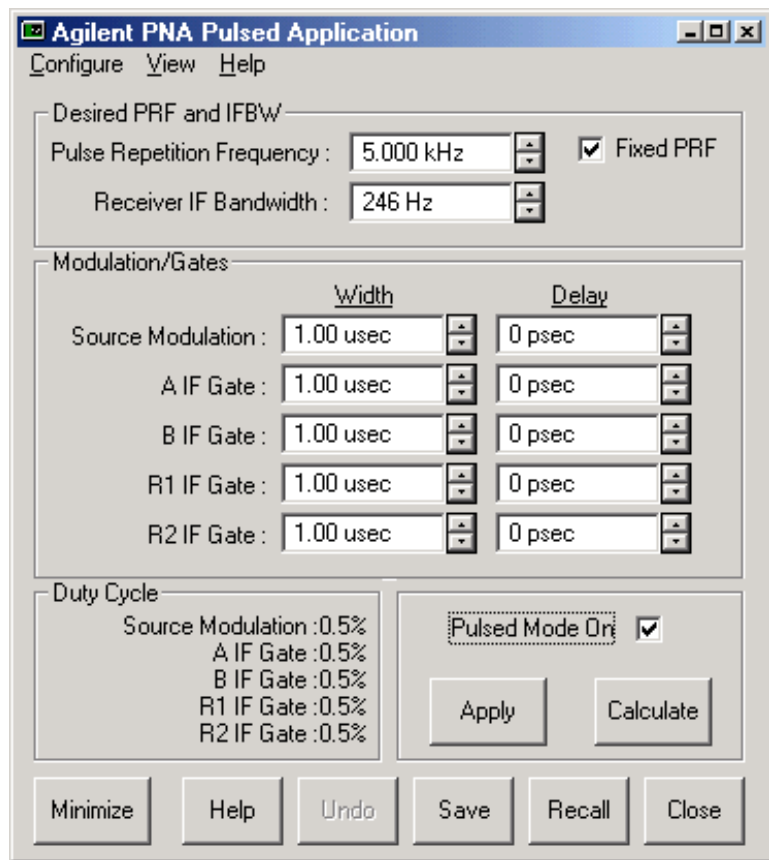 Agilent PNA Pulsed Application
Configure View Help
Desired PRF and IFBW
Pulse Repetition Frequency : 5.000 kHz Fixed PRF
Receiver IF Bandwidth : 246 Hz
Modulation/Gates
Width Delay
Source Modulation : 1.00 usec 0 psec
A IF Gate : 1.00 usec 0 psec
B IF Gate : 1.00 usec 0 psec
R1 IF Gate : 1.00 usec 0 psec
R2 IF Gate : 1.00 usec 0 psec
Duty Cycle
Source Modulation :0.5%
A IF Gate :0.5%
B IF Gate :0.5%
R1 IF Gate :0.5%
R2 IF Gate :0.5%
Pulsed Mode On
Apply Calculate
Minimize Help Undo Save Recall Close